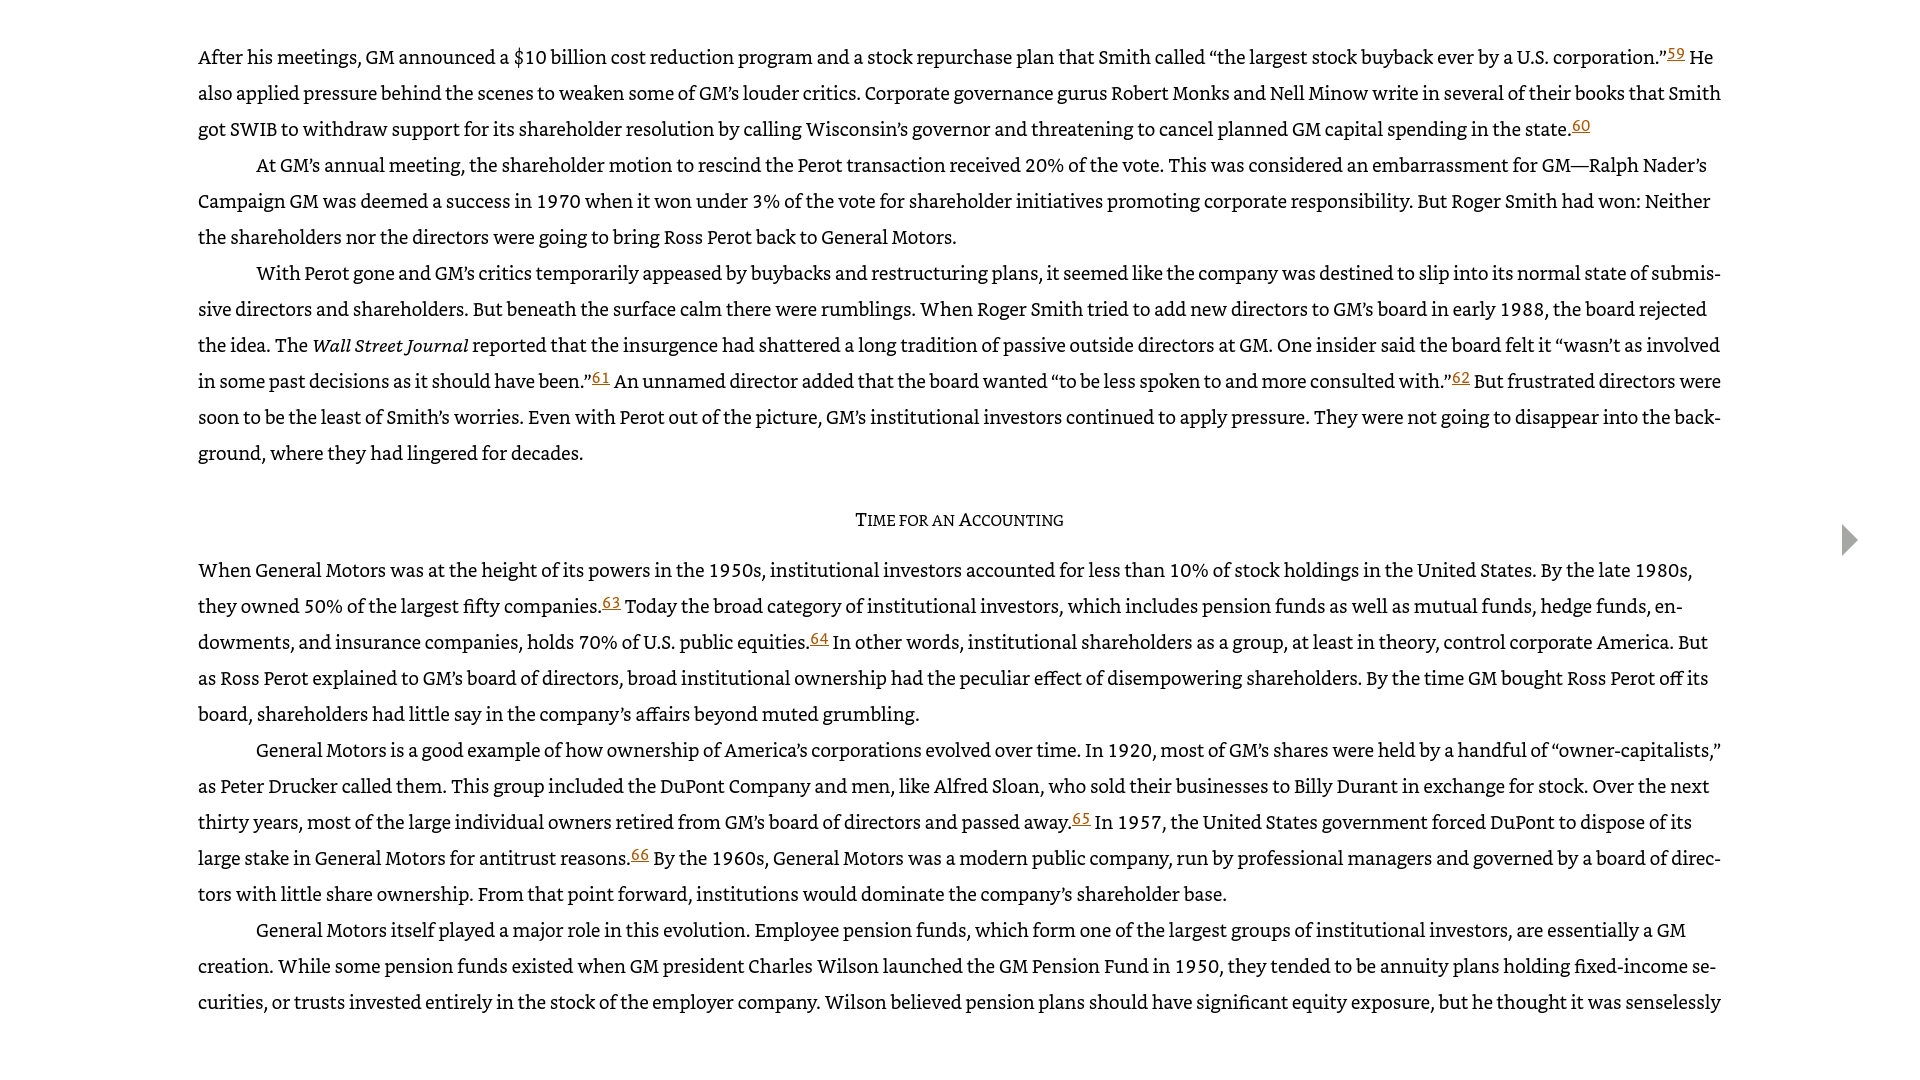 After his meetings, GM announced a $10 billion cost reduction program and a stock repurchase plan that Smith called “the largest stock buyback ever by a U.S. corporation.”59 He
also applied pressure behind the scenes to weaken some of GM’s louder critics. Corporate governance gurus Robert Monks and Nell Minow write in several of their books that Smith
got SWIB to withdraw support for its shareholder resolution by calling Wisconsin’s governor and threatening to cancel planned GM capital spending in the state.60
At GM’s annual meeting, the shareholder motion to rescind the Perot transaction received 20% of the vote. This was considered an embarrassment for GM—Ralph Nader’s
Campaign GM was deemed a success in 1970 when it won under 3% of the vote for shareholder initiatives promoting corporate responsibility. But Roger Smith had won: Neither
the shareholders nor the directors were going to bring Ross Perot back to General Motors.
With Perot gone and GM’s critics temporarily appeased by buybacks and restructuring plans, it seemed like the company was destined to slip into its normal state of submis-
sive directors and shareholders. But beneath the surface calm there were rumblings. When Roger Smith tried to add new directors to GM’s board in early 1988, the board rejected
the idea. The Wall Street Journal reported that the insurgence had shattered a long tradition of passive outside directors at GM. One insider said the board felt it “wasn’t as involved
in some past decisions as it should have been.”61 An unnamed director added that the board wanted “to be less spoken to and more consulted with.”62 But frustrated directors were
soon to be the least of Smith’s worries. Even with Perot out of the picture, GM’s institutional investors continued to apply pressure. They were not going to disappear into the back-
ground, where they had lingered for decades.
TIME FOR AN ACCOUNTING
When General Motors was at the height of its powers in the 1950s, institutional investors accounted for less than 10% of stock holdings in the United States. By the late 1980s,
they owned 50% of the largest fifty companies.63 Today the broad category of institutional investors, which includes pension funds as well as mutual funds, hedge funds, en-
dowments, and insurance companies, holds 70% of U.S. public equities.64 In other words, institutional shareholders as a group, at least in theory, control corporate America. But
as Ross Perot explained to GM’s board of directors, broad institutional ownership had the peculiar effect of disempowering shareholders. By the time GM bought Ross Perot off its
board, shareholders had little say in the company’s affairs beyond muted grumbling.
General Motors is a good example of how ownership of America’s corporations evolved over time. In 1920, most of GM’s shares were held by a handful of “owner-capitalists,”
as Peter Drucker called them. This group included the DuPont Company and men, like Alfred Sloan, who sold their businesses to Billy Durant in exchange for stock. Over the next
thirty years, most of the large individual owners retired from GM’s board of directors and passed away.65 In 1957, the United States government forced DuPont to dispose of its
large stake in General Motors for antitrust reasons.66 By the 1960s, General Motors was a modern public company, run by professional managers and governed by a board of direc-
tors with little share ownership. From that point forward, institutions would dominate the company’s shareholder base.
General Motors itself played a major role in this evolution. Employee pension funds, which form one of the largest groups of institutional investors, are essentially a GM
creation. While some pension funds existed when GM president Charles Wilson launched the GM Pension Fund in 1950, they tended to be annuity plans holding fixed-income se-
curities, or trusts invested entirely in the stock of the employer company. Wilson believed pension plans should have significant equity exposure, but he thought it was senselessly